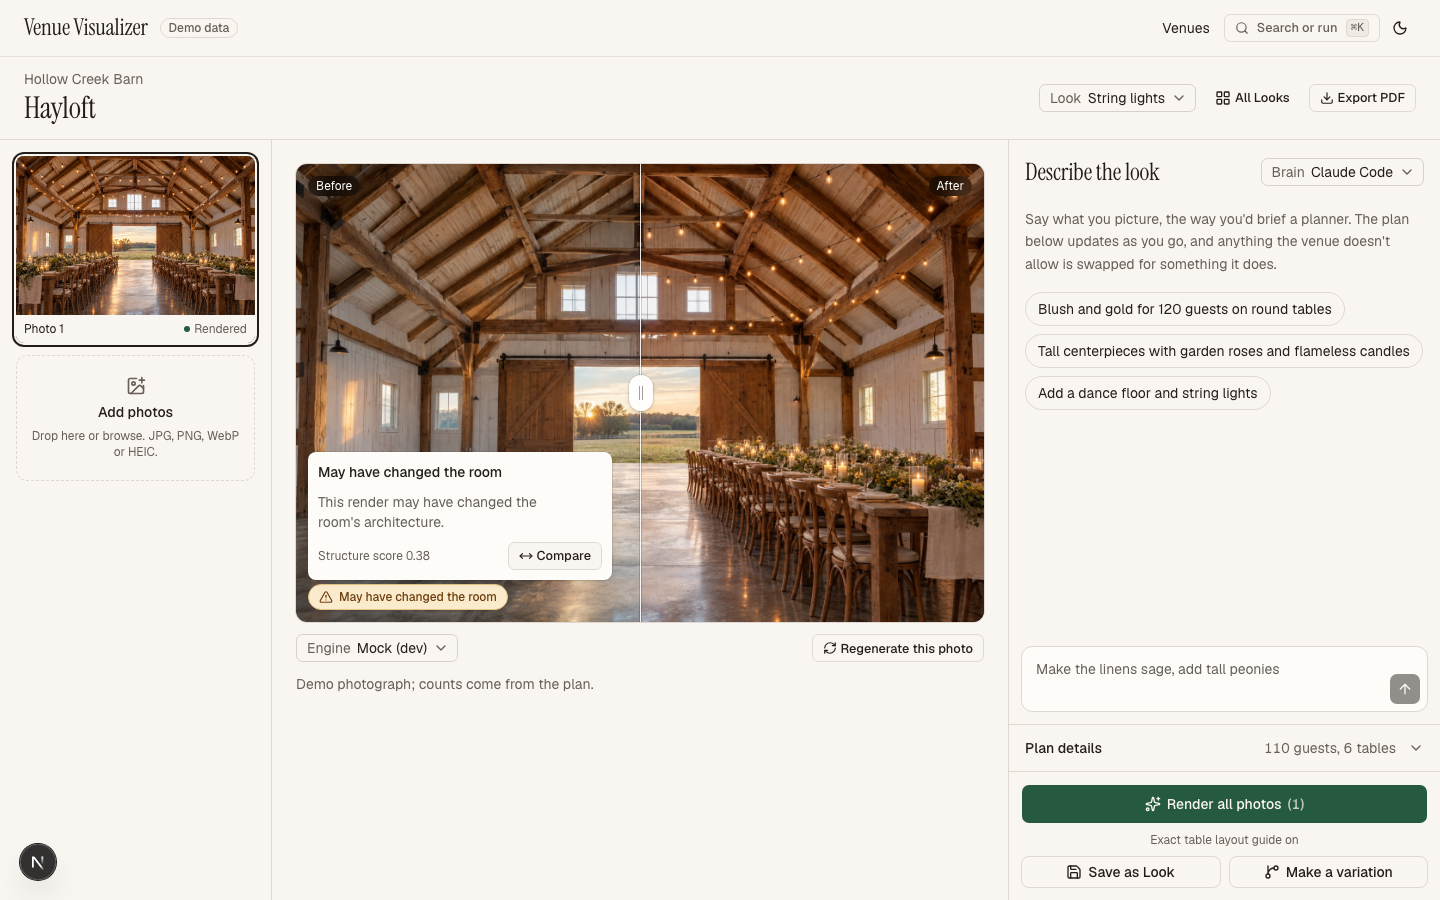 Venue Visualizer
Demo data
Venues
Search or run
⌘K
Hollow Creek Barn
Hayloft
Look String lights
All Looks
Export PDF
Photo 1
Rendered
Add photos
Drop here or browse. JPG, PNG, WebP
or HEIC.
Before
After
May have changed the room
This render may have changed the
room's architecture.
Structure score 0.38
Compare
May have changed the room
Engine Mock (dev)
Regenerate this photo
Demo photograph; counts come from the plan.
Describe the look
Brain Claude Code
Say what you picture, the way you'd brief a planner. The plan
below updates as you go, and anything the venue doesn't
allow is swapped for something it does.
Blush and gold for 120 guests on round tables
Tall centerpieces with garden roses and flameless candles
Add a dance floor and string lights
Make the linens sage, add tall peonies
Plan details
110 guests, 6 tables
Render all photos (1)
Exact table layout guide on
Save as Look
Make a variation
N